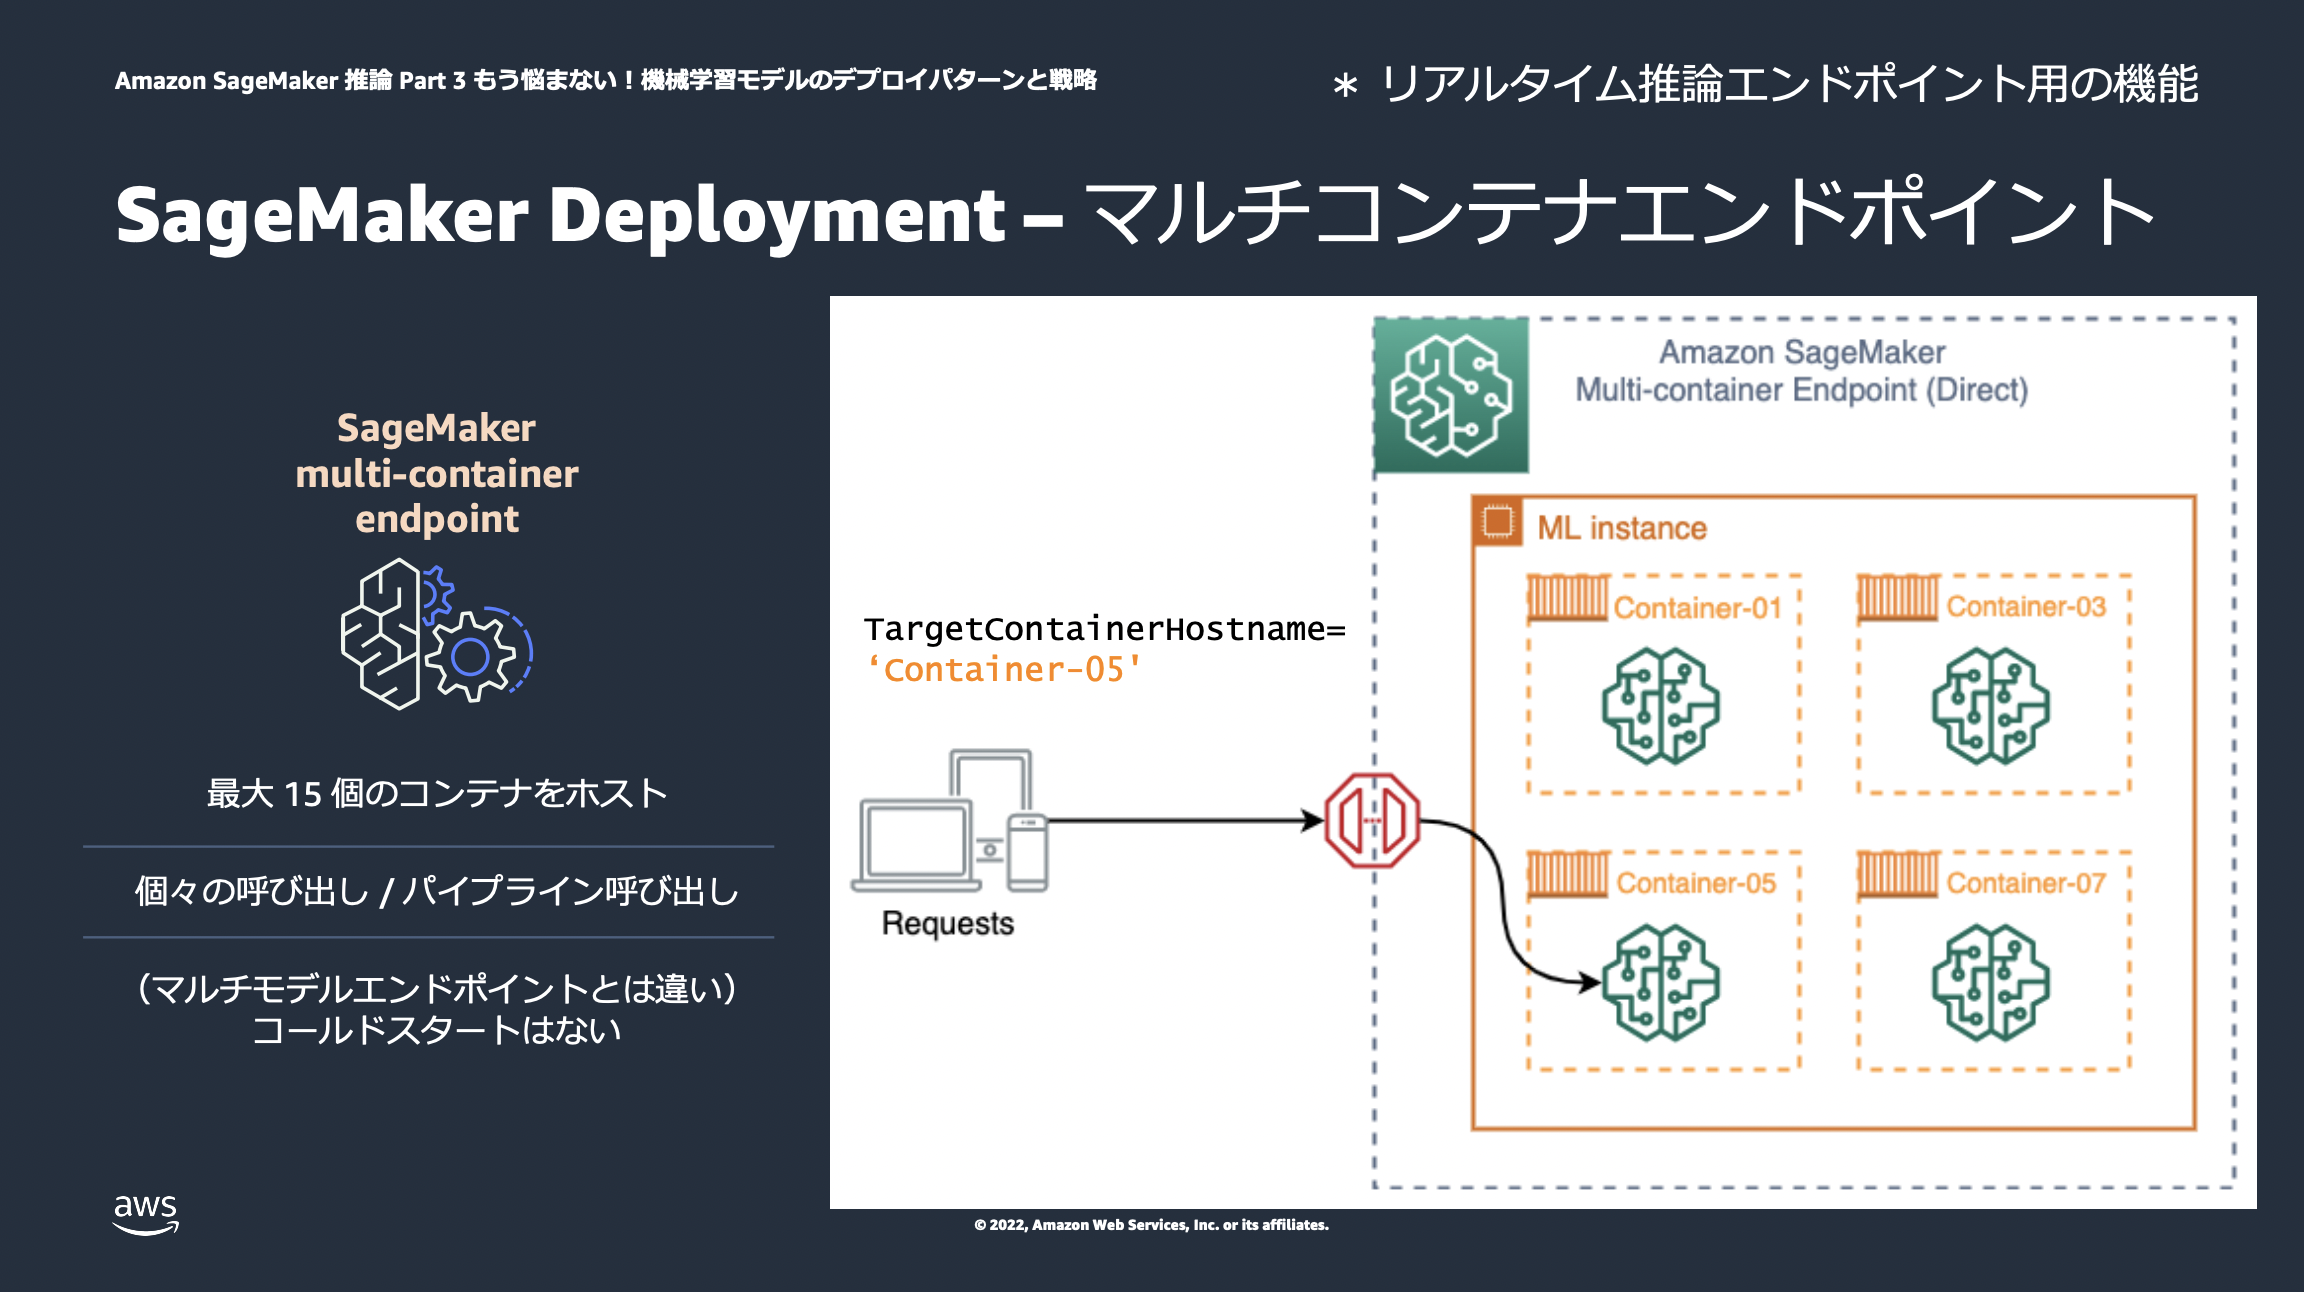 Amazon SageMaker 推論 Part 3 もう悩まない！機械学習モデルのデプロイパターンと戦略
＊ リアルタイム推論エンドポイント用の機能
SageMaker Deployment – マルチコンテナエンドポイント
SageMaker
multi-container
endpoint
最大 15 個のコンテナをホスト
個々の呼び出し / パイプライン呼び出し
（マルチモデルエンドポイントとは違い）
コールドスタートはない
Amazon SageMaker
Multi-container Endpoint (Direct)
ML instance
Container-01
Container-03
TargetContainerHostname=
‘Container-05'
Container-05
Container-07
Requests
aws
© 2022, Amazon Web Services, Inc. or its affiliates.